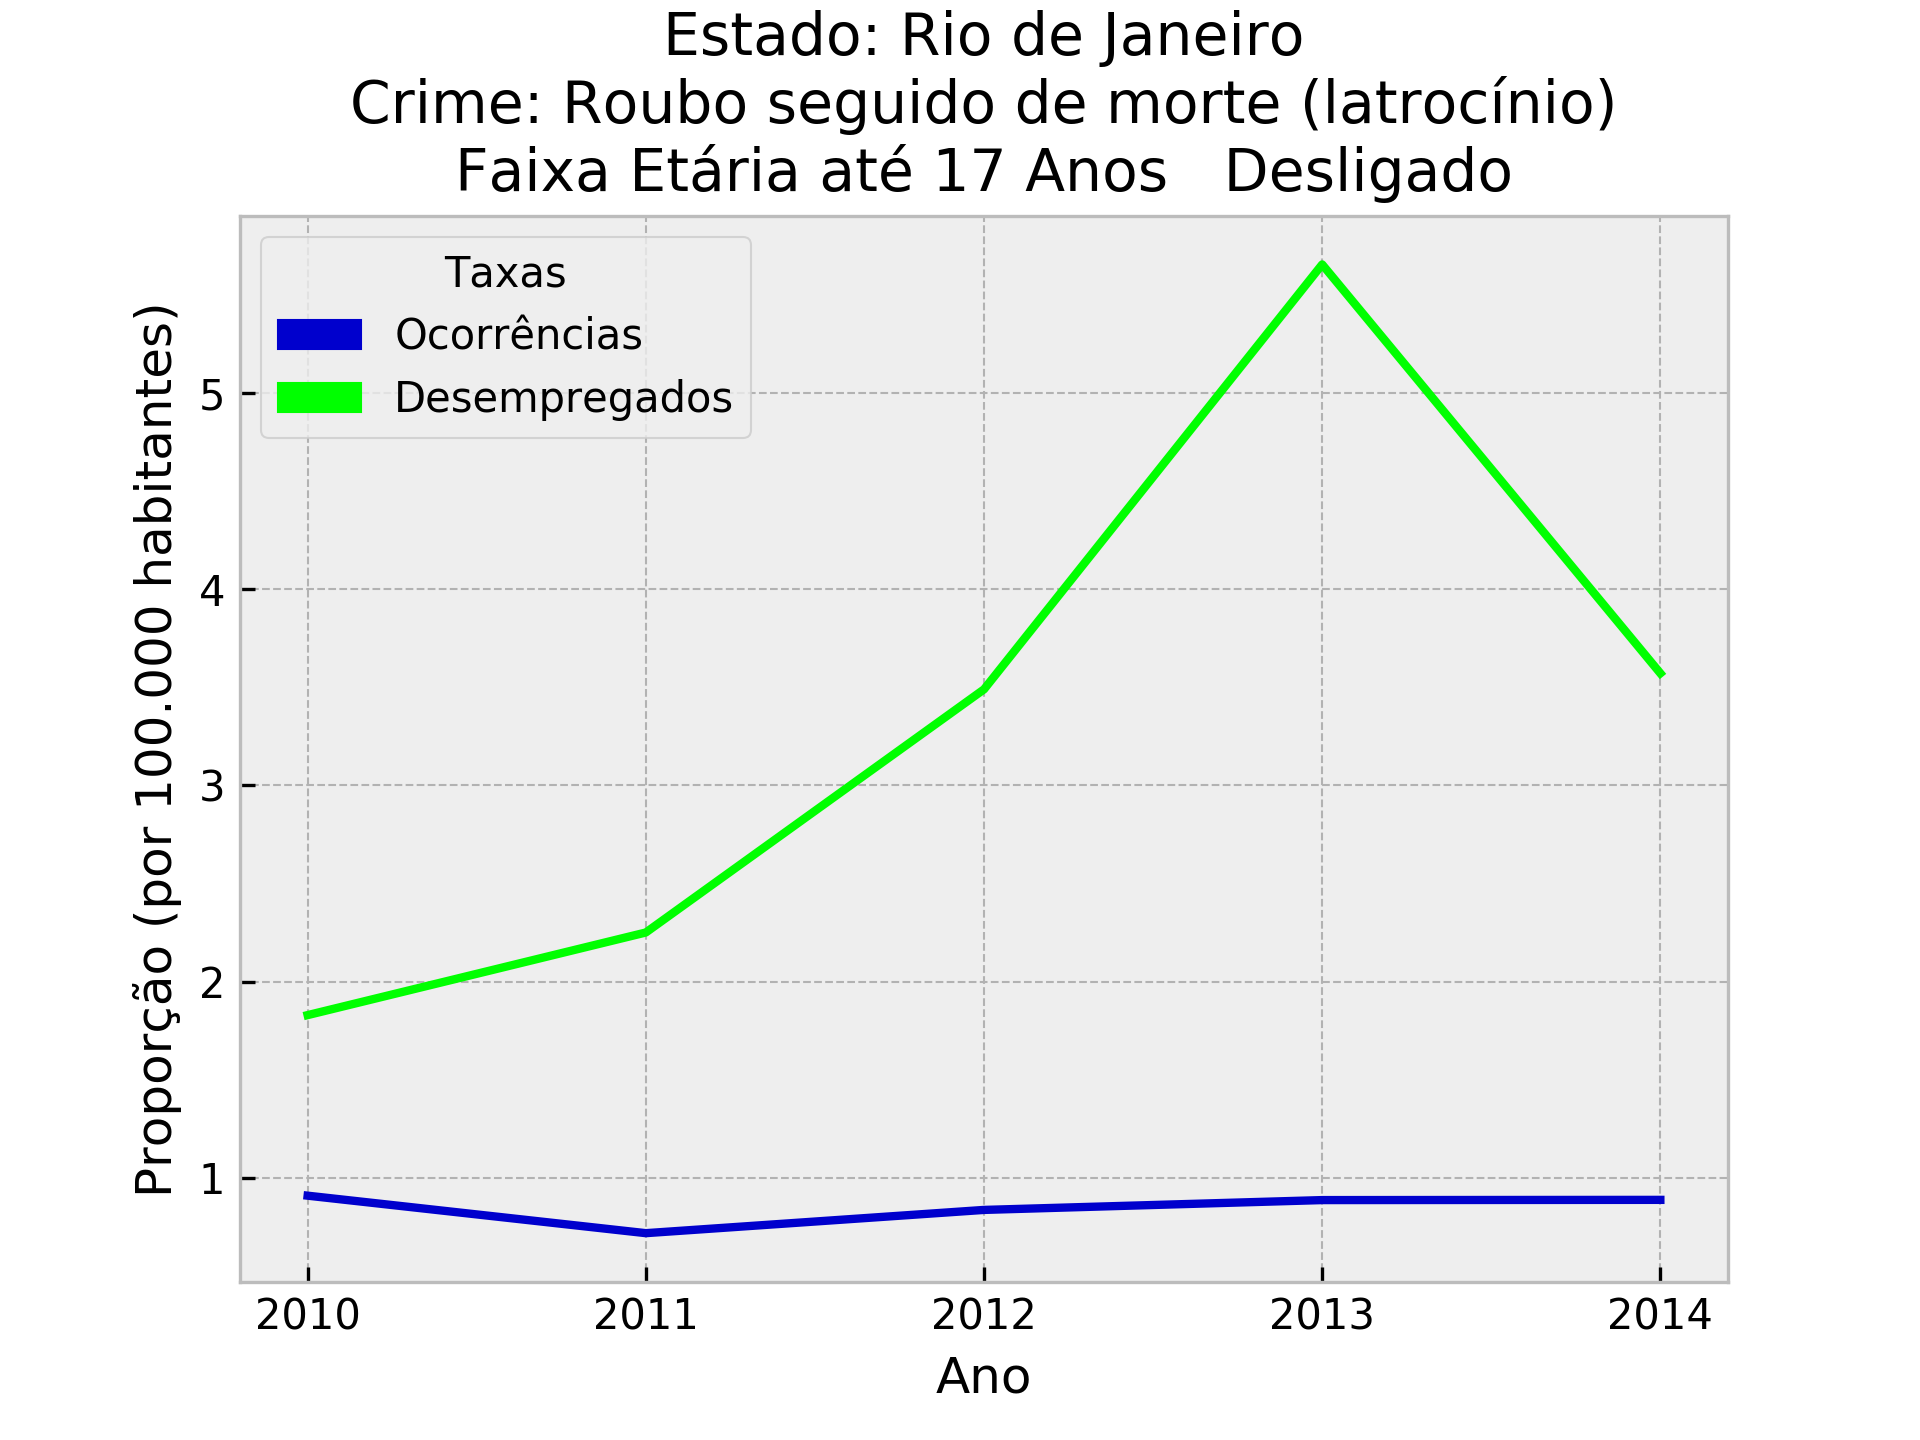 Estado: Rio de Janeiro
Crime: Roubo seguido de morte (latrocínio)
Faixa Etária até 17 Anos   Desligado
Taxas
Ocorrências
Desempregados
Proporção (por 100.000 habitantes)
5
4
3
2
1
2010 2011 2012 2013 2014
Ano